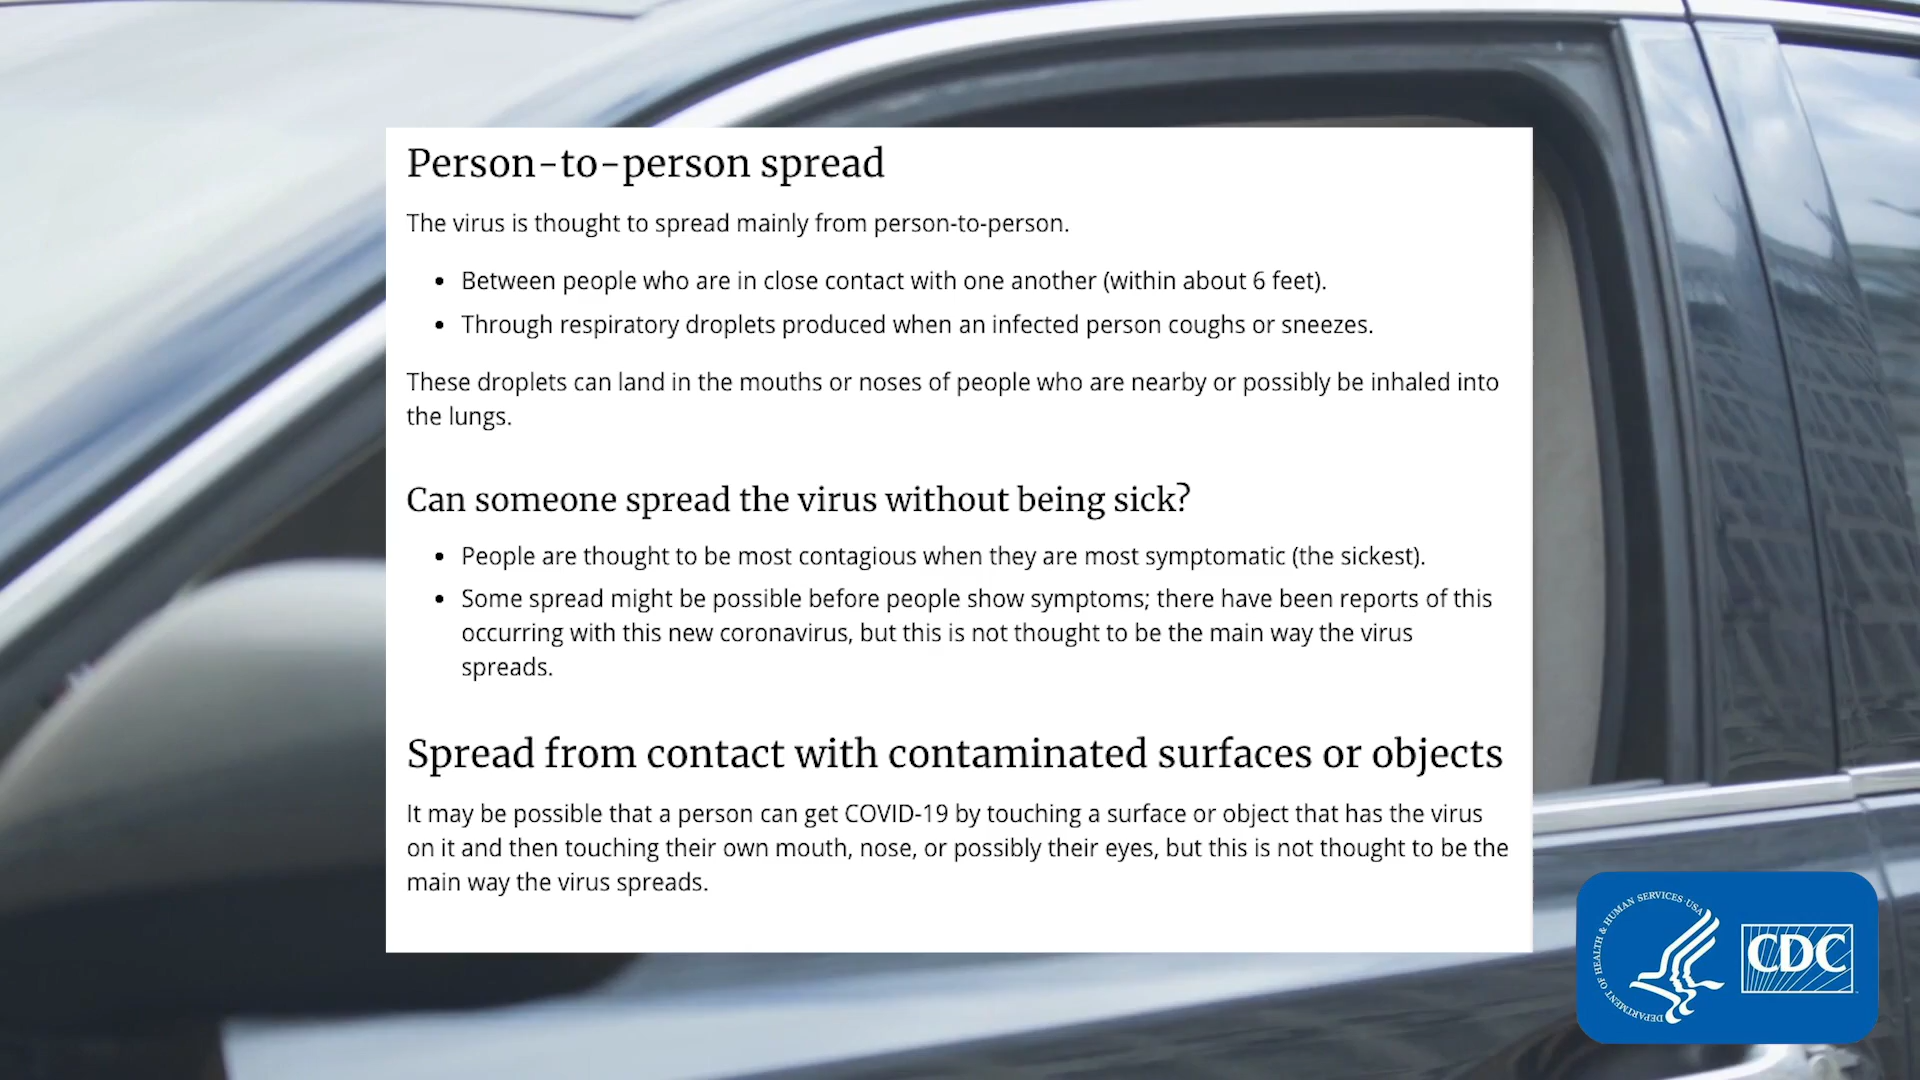 Person-to-person spread
The virus is thought to spread mainly from person-to-person.
• Between people who are in close contact with one another (within about 6 feet).
• Through respiratory droplets produced when an infected person coughs or sneezes.
These droplets can land in the mouths or noses of people who are nearby or possibly be inhaled into
the lungs.
Can someone spread the virus without being sick?
• People are thought to be most contagious when they are most symptomatic (the sickest).
• Some spread might be possible before people show symptoms; there have been reports of this
occurring with this new coronavirus, but this is not thought to be the main way the virus
spreads.
Spread from contact with contaminated surfaces or objects
It may be possible that a person can get COVID-19 by touching a surface or object that has the virus
on it and then touching their own mouth, nose, or possibly their eyes, but this is not thought to be the
main way the virus spreads.
DEPARTMENT OF HEALTH & HUMAN SERVICES·USA
CDC